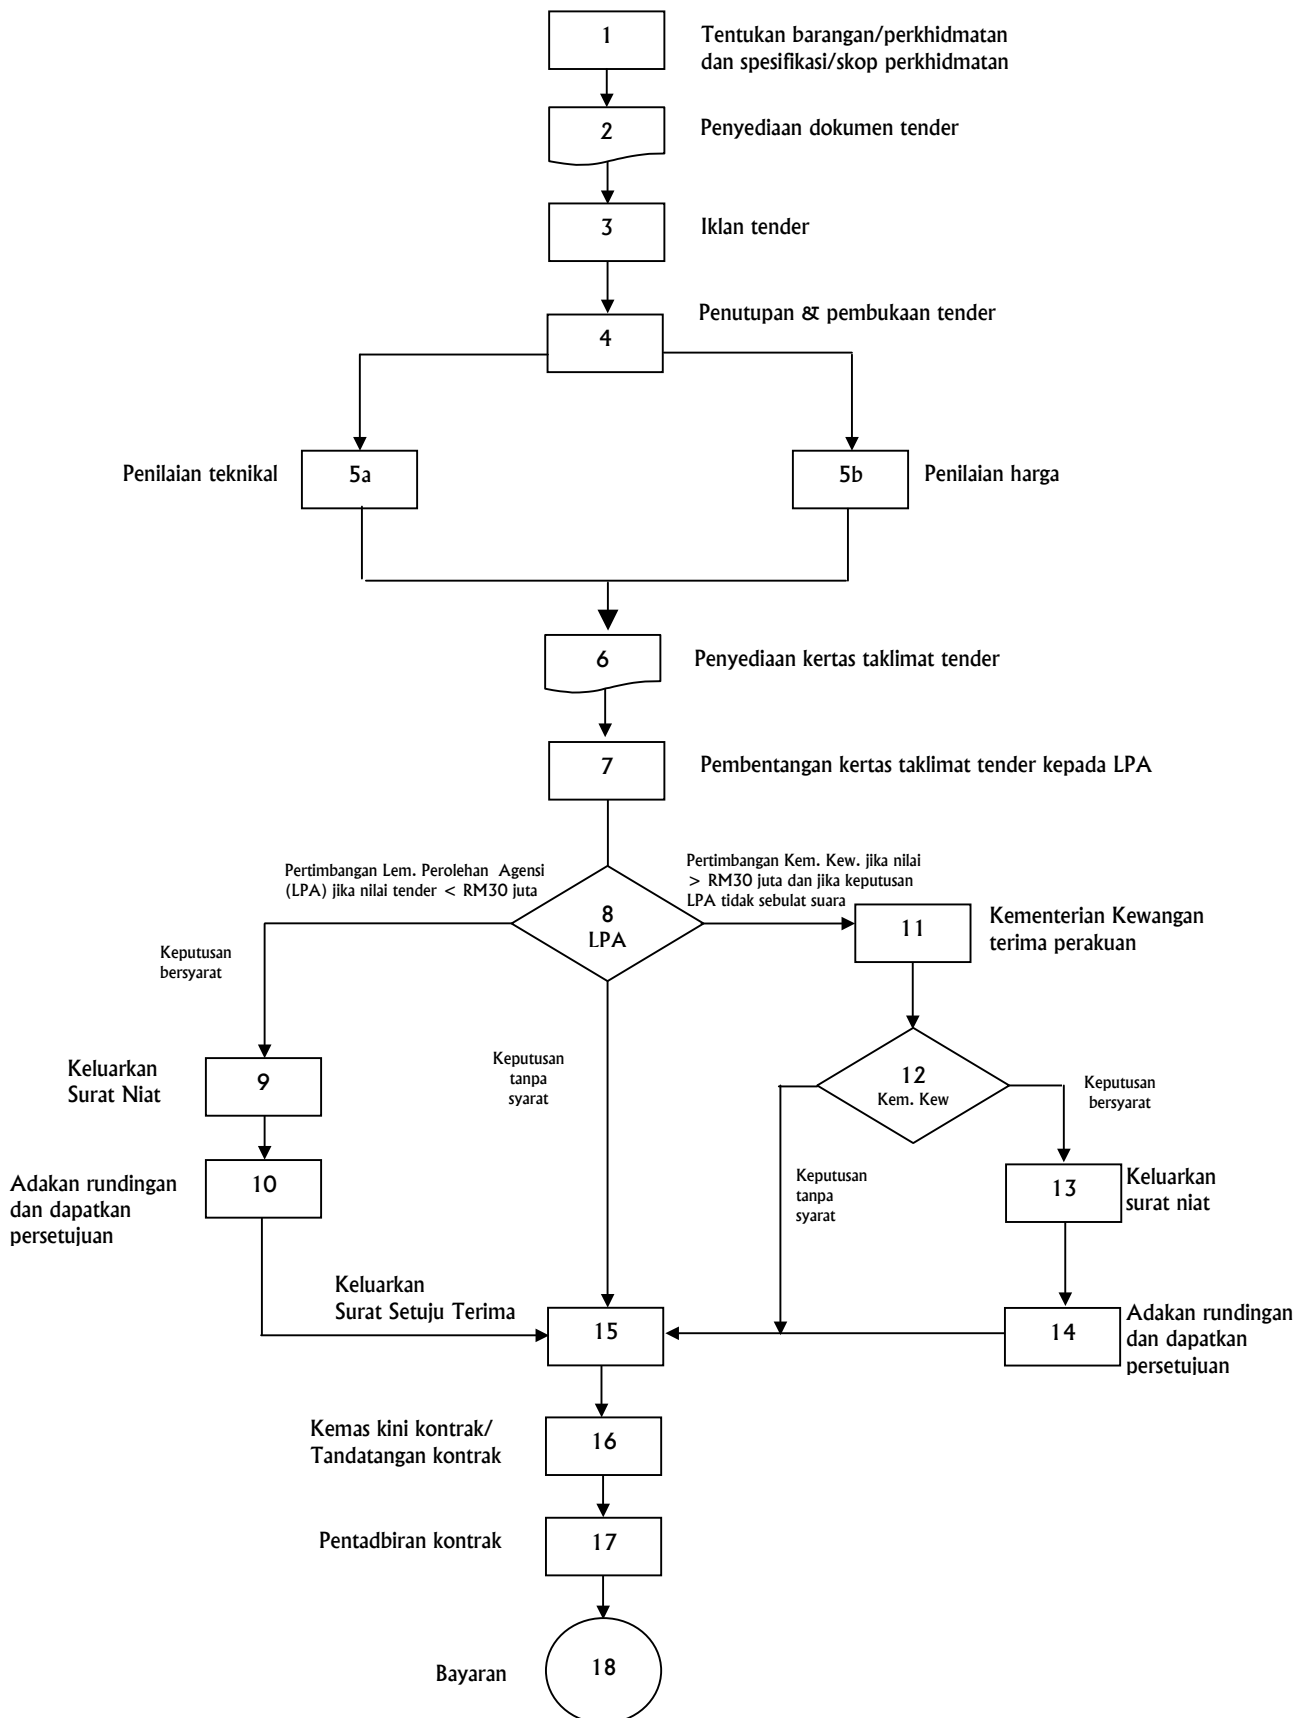 1
Tentukan barangan/perkhidmatan
dan spesifikasi/skop perkhidmatan
2
Penyediaan dokumen tender
3
Iklan tender
4
Penutupan & pembukaan tender
Penilaian teknikal
5a
5b
Penilaian harga
6
Penyediaan kertas taklimat tender
7
Pembentangan kertas taklimat tender kepada LPA
Pertimbangan Lem. Perolehan Agensi
(LPA) jika nilai tender < RM30 juta
Pertimbangan Kem. Kew. jika nilai
> RM30 juta dan jika keputusan
LPA tidak sebulat suara
8
LPA
11
Kementerian Kewangan
terima perakuan
Keputusan
bersyarat
Keluarkan
Surat Niat
9
Keputusan
tanpa
syarat
12
Kem. Kew
Keputusan
bersyarat
Adakan rundingan
dan dapatkan
persetujuan
10
Keputusan
tanpa
syarat
13
Keluarkan
surat niat
Keluarkan
Surat Setuju Terima
15
14
Adakan rundingan
dan dapatkan
persetujuan
Kemas kini kontrak/
Tandatangan kontrak
16
Pentadbiran kontrak
17
Bayaran
18